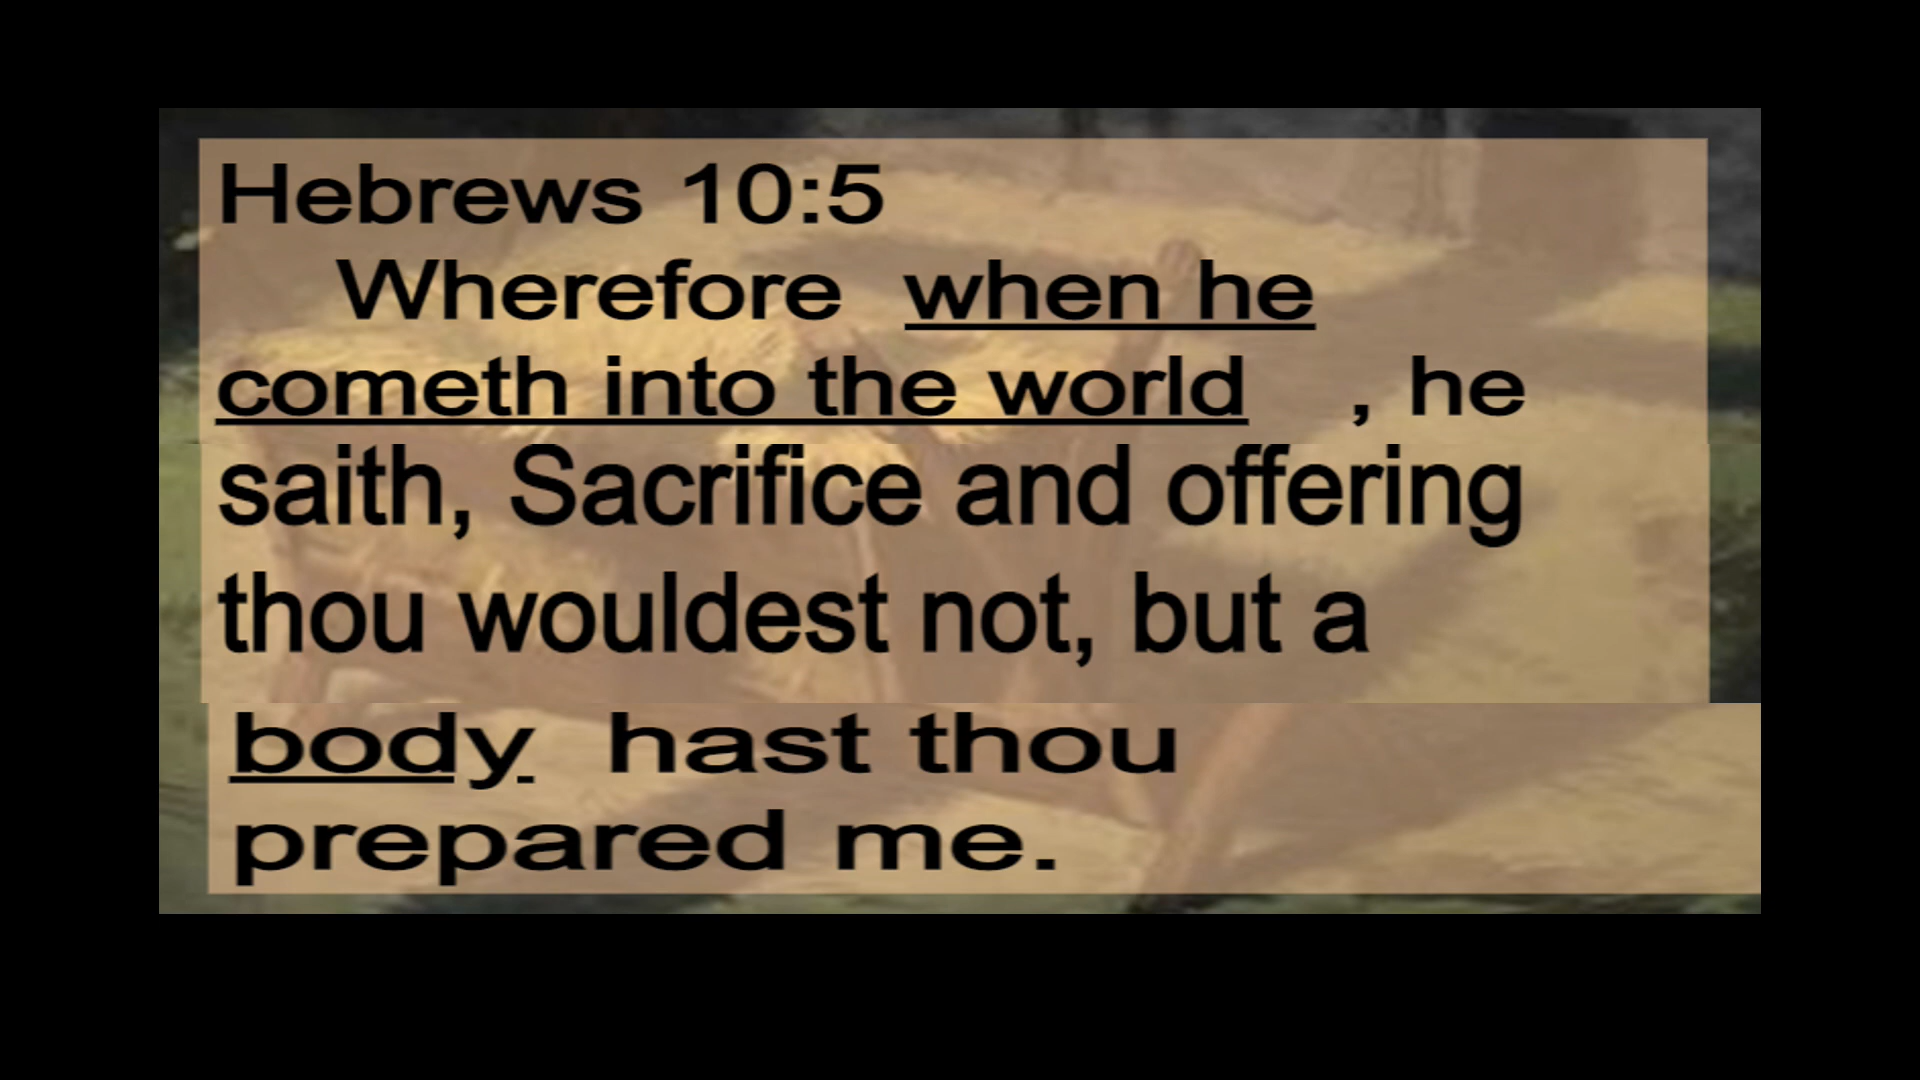 Hebrews 10:5
Wherefore when he
cometh into the world , he
saith, Sacrifice and offering
thou wouldest not, but a
body hast thou
prepared me.